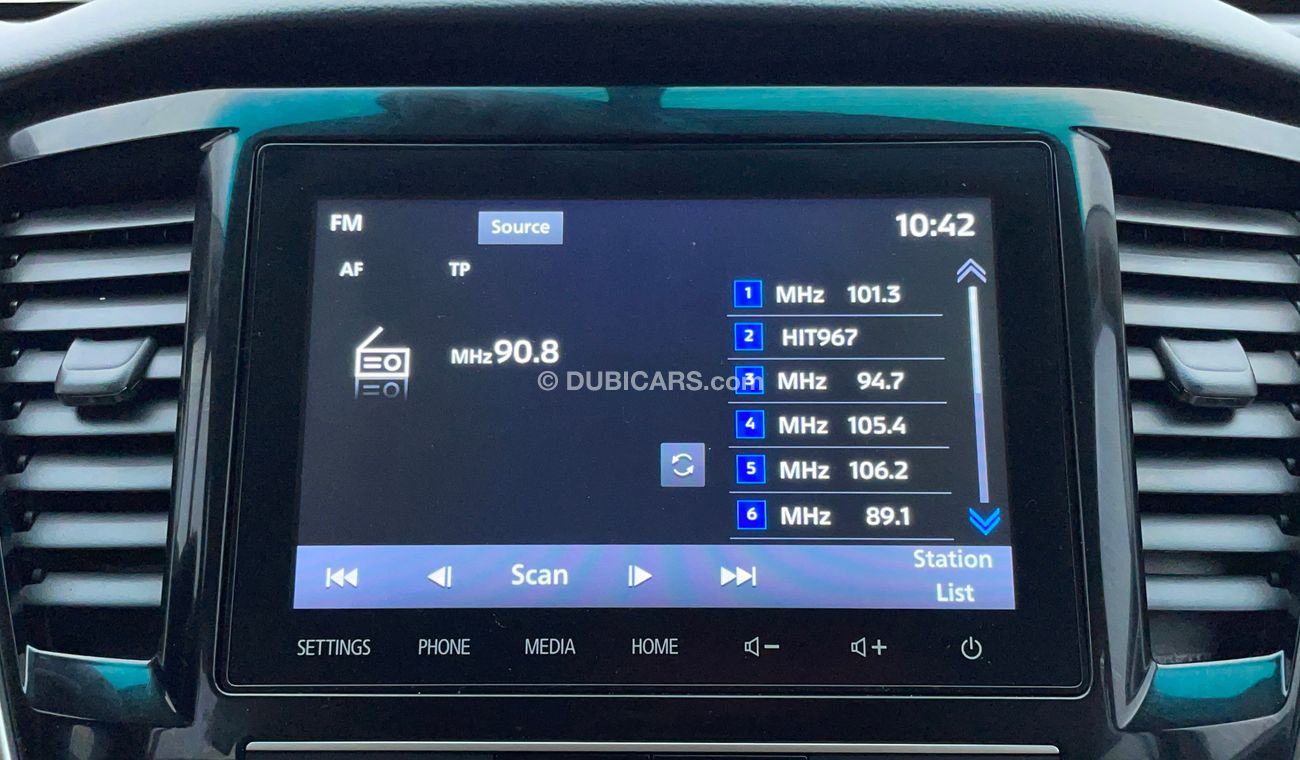 FM Source 10:42
AF TP
MHz 90.8
1 MHz 101.3
2 HIT967
3 MHz 94.7
4 MHz 105.4
5 MHz 106.2
6 MHz 89.1
© DUBICARS.com
Scan
Station
List
SETTINGS PHONE MEDIA HOME